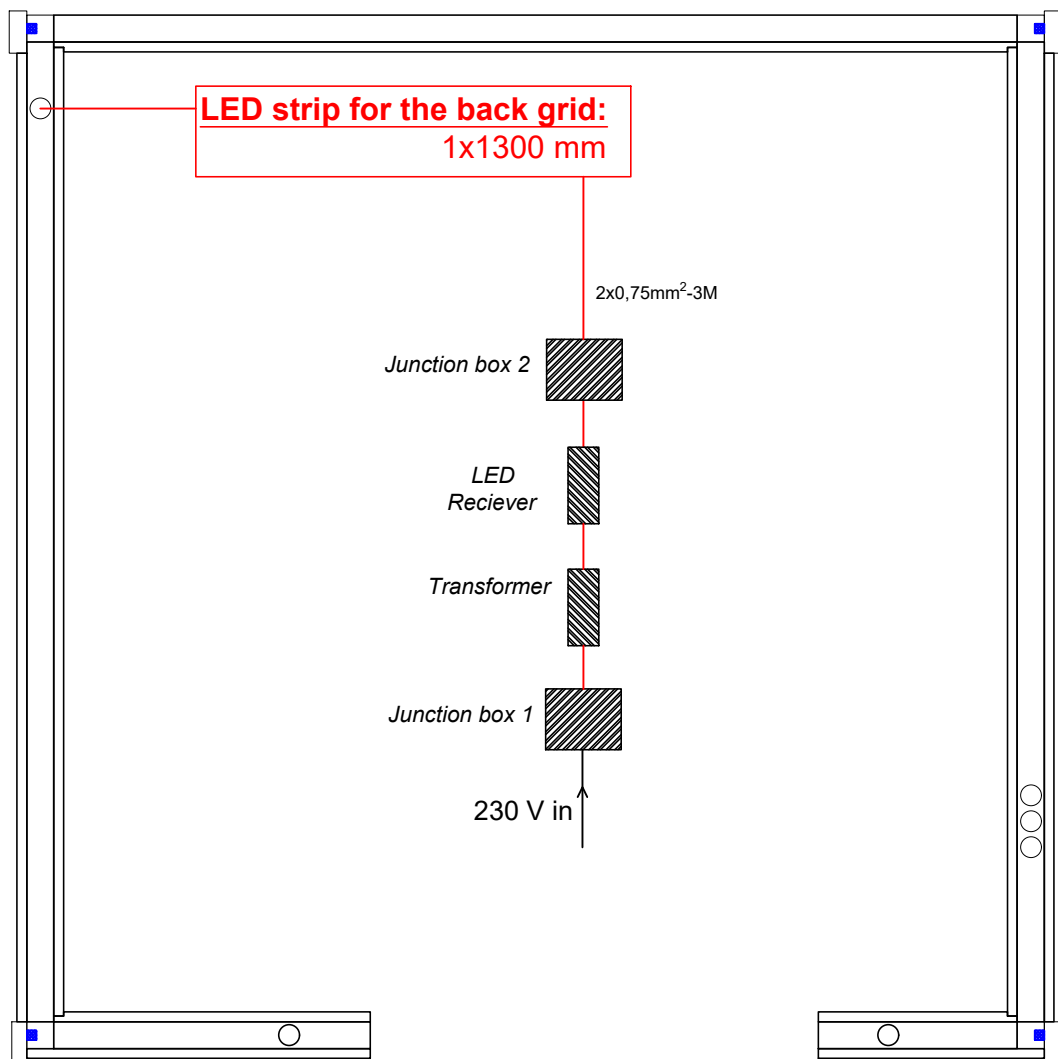 LED strip for the back grid:
1x1300 mm
2x0,75mm²-3M
Junction box 2
LED
Reciever
Transformer
Junction box 1
230 V in